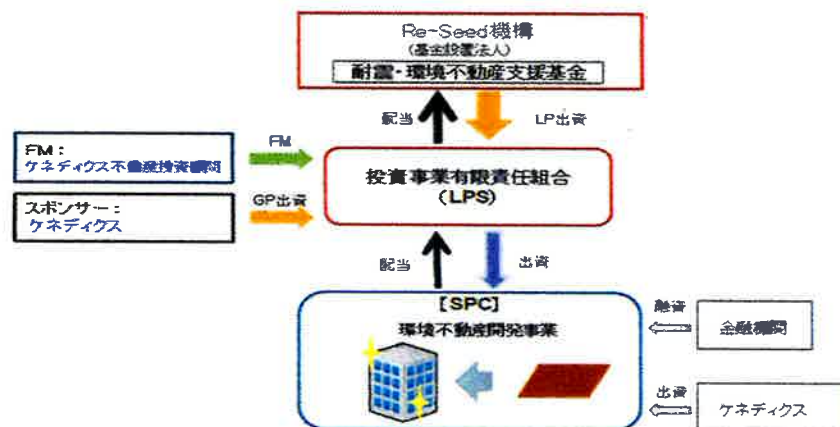 Re-Seed機構
(基金設置法人)
耐震・環境不動産支援基金
配当
LP出資
FM:
ケネディクス不動産投資顧問
FM
スポンサー:
ケネディクス
GP出資
投資事業有限責任組合
(LPS)
配当
出資
[SPC]
環境不動産開発事業
融資
金融機関
出資
ケネディクス